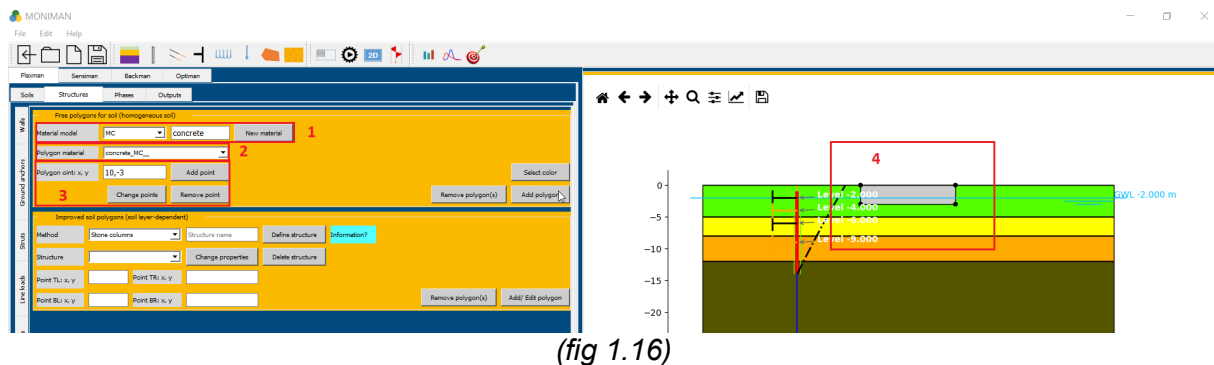 MONIMAN
File Edit Help
2D
Plaxman Sensiman Backman Optiman
Soils Structures Phases Outputs
Walls
Ground anchors
Struts
Line loads
Free polygons for soil (homogeneous soil)
Material model MC concrete New material 1
Polygon material concrete_MC__ 2
Polygon oint: x, y 10,-3 Add point Select color
3 Change points Remove point Remove polygon(s) Add polygon
Improved soil polygons (soil layer-dependent)
Method Stone columns Structure name Define structure Information?
Structure Change properties Delete structure
Point TL: x, y Point TR: x, y
Point BL: x, y Point BR: x, y Remove polygon(s) Add/ Edit polygon
4
0
Level -2.000 GWL -2.000 m
Level -4.000
−5
Level -6.000
Level -9.000
−10
−15
−20
(fig 1.16)